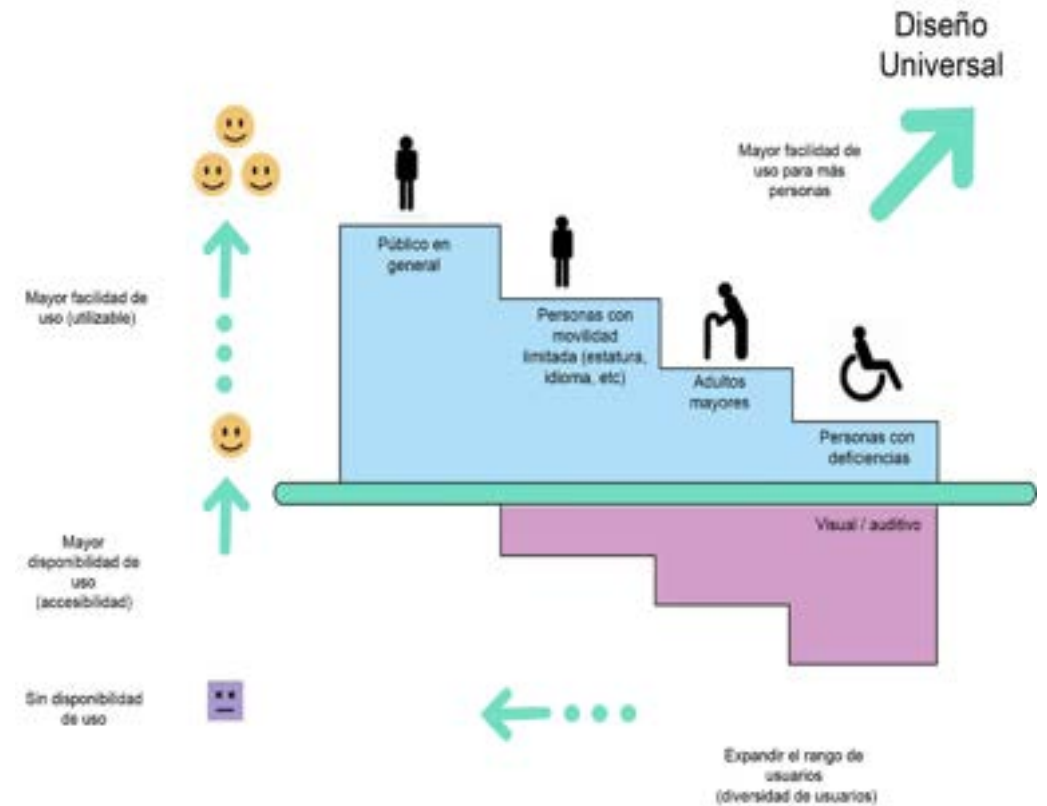 Diseño
Universal
Mayor facilidad de
uso para más
personas
Público en
general
Mayor facilidad de
uso (utilizable)
Personas con
movilidad
limitada (estatura,
idioma, etc)
Adultos
mayores
Personas con
deficiencias
Visual / auditivo
Mayor
disponibilidad de
uso
(accesibilidad)
Sin disponibilidad
de uso
Expandir el rango de
usuarios
(diversidad de usuarios)